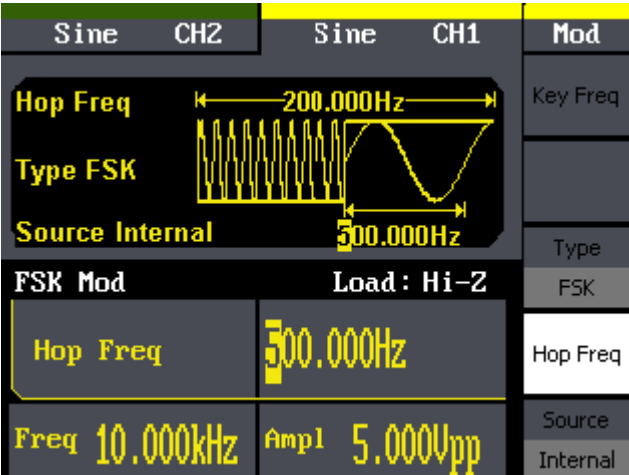 Sine CH2 Sine CH1 Mod
Hop Freq 200.000Hz Key Freq
Type FSK
Source Internal 500.000Hz Type
FSK Mod Load: Hi-Z FSK
Hop Freq 500.000Hz Hop Freq
Source
Freq 10.000kHz Ampl 5.000Vpp Internal